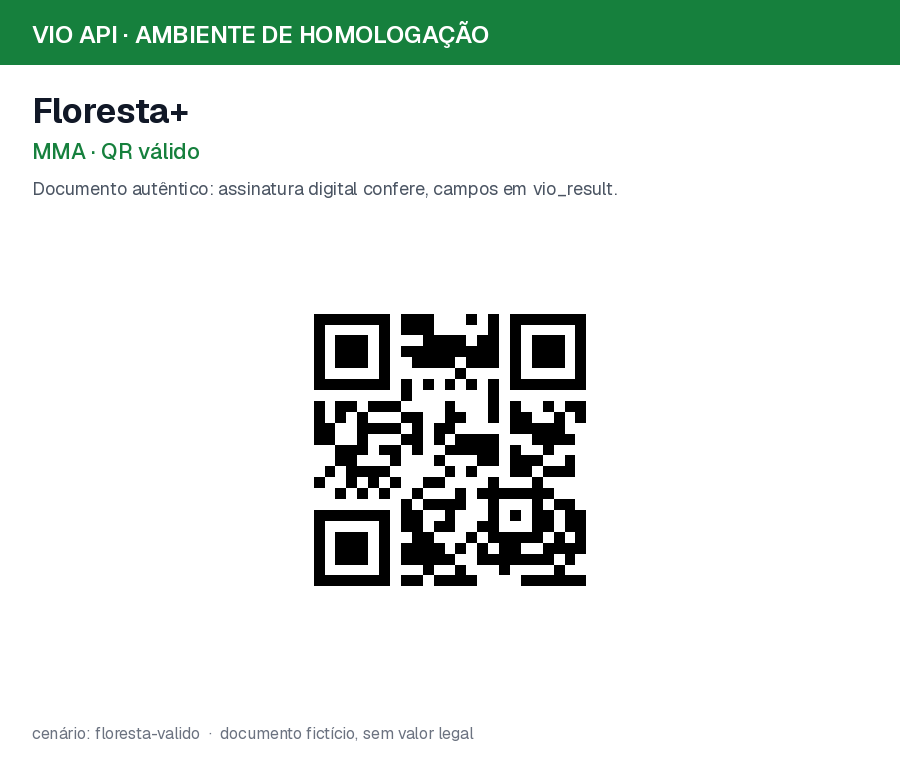 VIO API · AMBIENTE DE HOMOLOGAÇÃO
Floresta+
MMA · QR válido
Documento autêntico: assinatura digital confere, campos em vio_result.
cenário: floresta-valido · documento fictício, sem valor legal